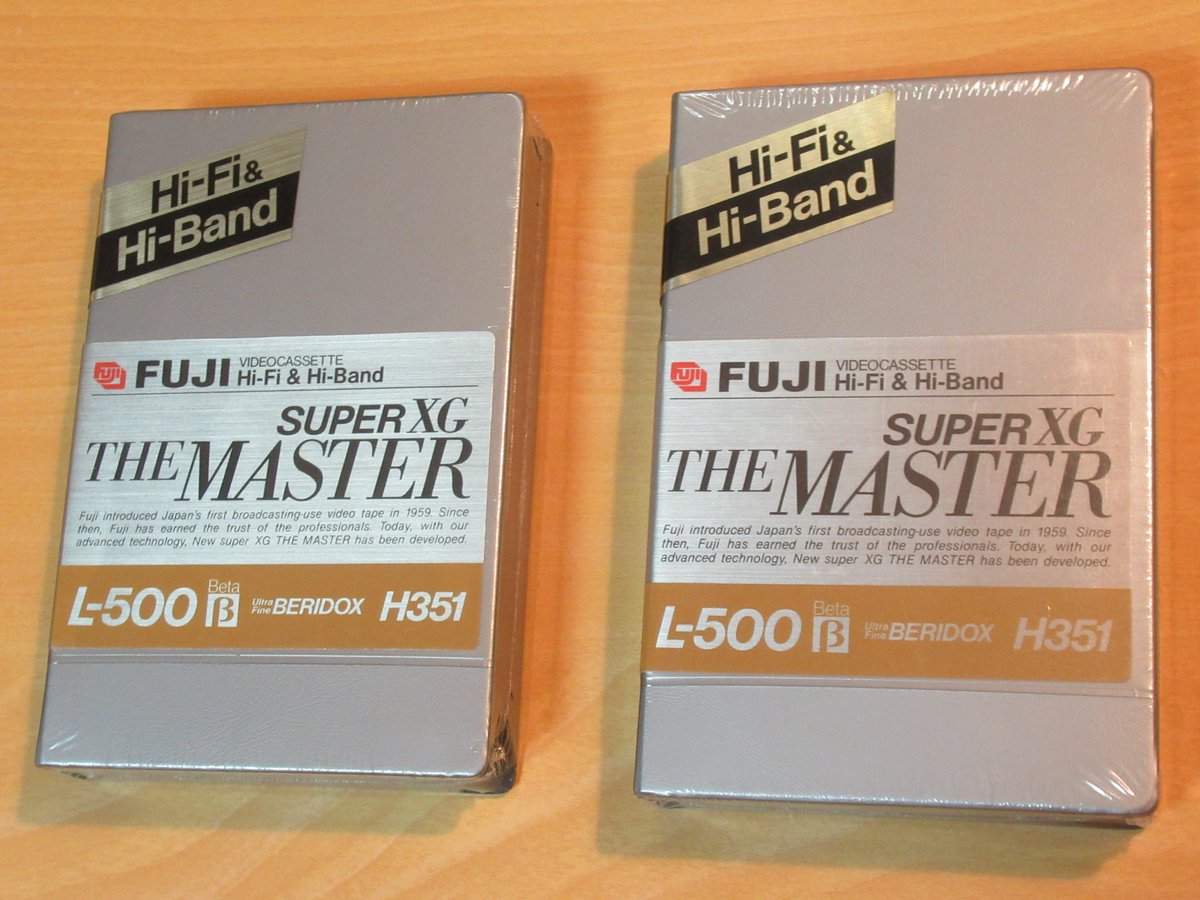 Hi-Fi &
Hi-Band
Fuji FUJI VIDEOCASSETTE
Hi-Fi & Hi-Band
SUPER XG
THE MASTER
Fuji introduced Japan's first broadcasting-use video tape in 1959. Since
then, Fuji has earned the trust of the professionals. Today, with our
advanced technology, New super XG THE MASTER has been developed.
L-500 Beta β Ultra Fine BERIDOX H351
Hi-Fi &
Hi-Band
Fuji FUJI VIDEOCASSETTE
Hi-Fi & Hi-Band
SUPER XG
THE MASTER
Fuji introduced Japan's first broadcasting-use video tape in 1959. Since
then, Fuji has earned the trust of the professionals. Today, with our
advanced technology, New super XG THE MASTER has been developed.
L-500 Beta β Ultra Fine BERIDOX H351